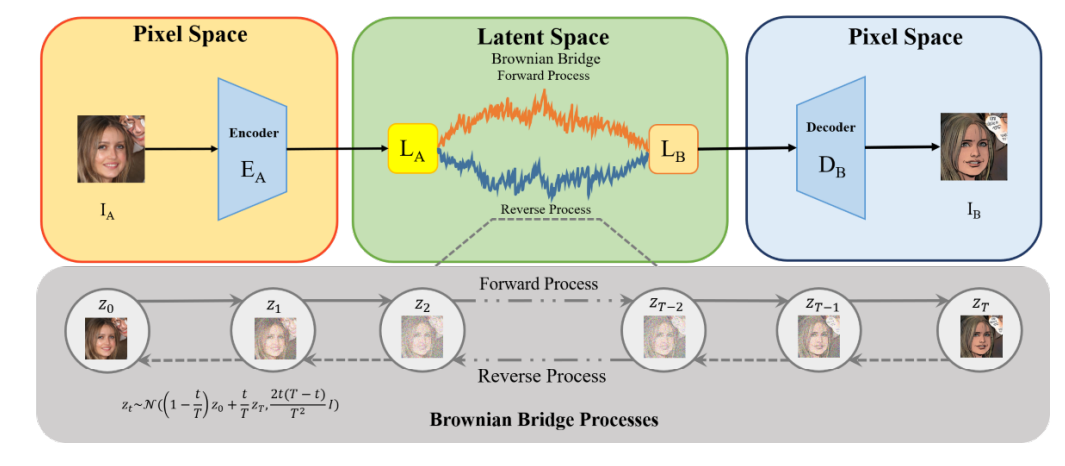 Pixel Space
Latent Space
Pixel Space
Brownian Bridge
Forward Process
Encoder
E_A
L_A
L_B
Decoder
D_B
I_A
Reverse Process
I_B
Forward Process
z_0
z_1
z_2
z_{T-2}
z_{T-1}
z_T
Reverse Process
z_t~𝒩((1 − t/T) z_0 + t/T z_T, 2t(T − t)/T² I)
Brownian Bridge Processes